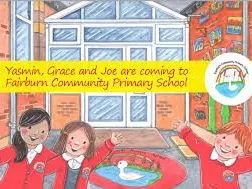 Yasmin, Grace and Joe are coming to
Fairburn Community Primary School